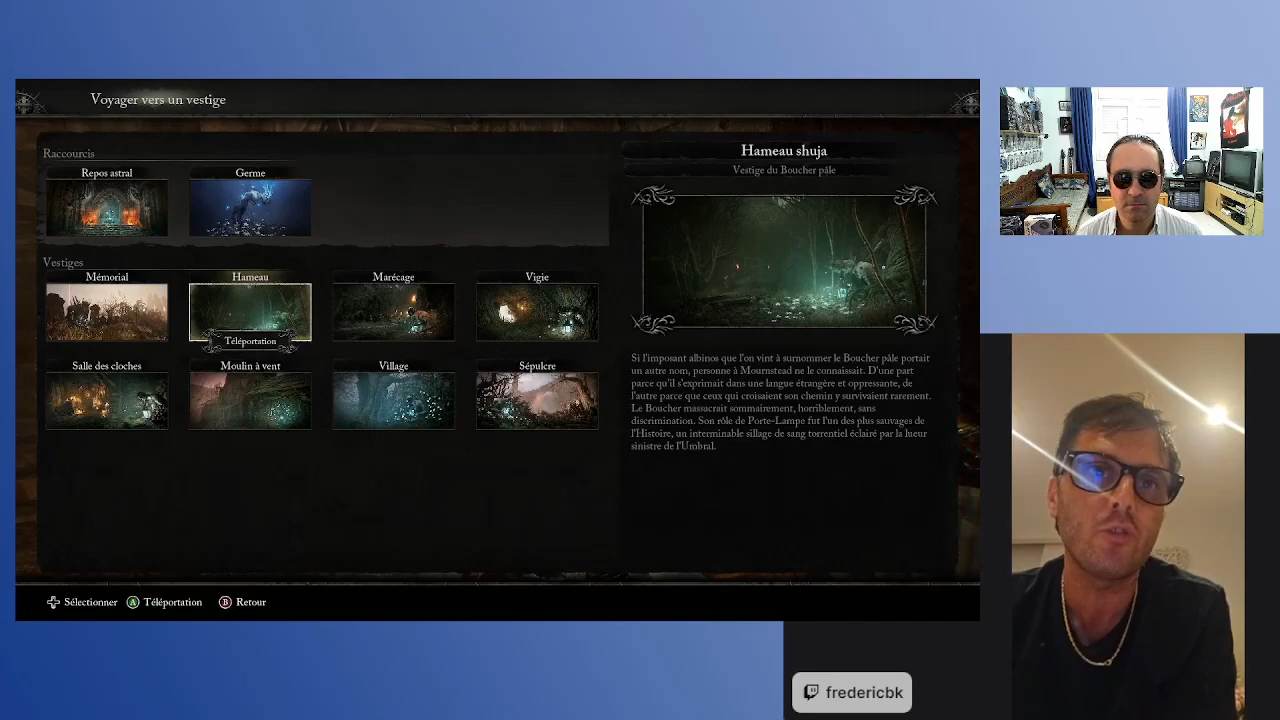 Voyager vers un vestige
Raccourcis
Repos astral
Germe
Vestiges
Mémorial
Hameau
Marécage
Vigie
Téléportation
Salle des cloches
Moulin à vent
Village
Sépulcre
Hameau shuja
Vestige du Boucher pâle
Si l'imposant albinos que l'on vint à surnommer le Boucher pâle portait
un autre nom, personne à Mournstead ne le connaissait. D'une part
parce qu'il s'exprimait dans une langue étrangère et oppressante, de
l'autre parce que ceux qui croisaient son chemin y survivaient rarement.
Le Boucher massacrait sommairement, horriblement, sans
discrimination. Son rôle de Porte-Lampe fut l'un des plus sauvages de
l'Histoire, un interminable sillage de sang torrentiel éclairé par la lueur
sinistre de l'Umbral.
Sélectionner
A Téléportation
B Retour
fredericbk